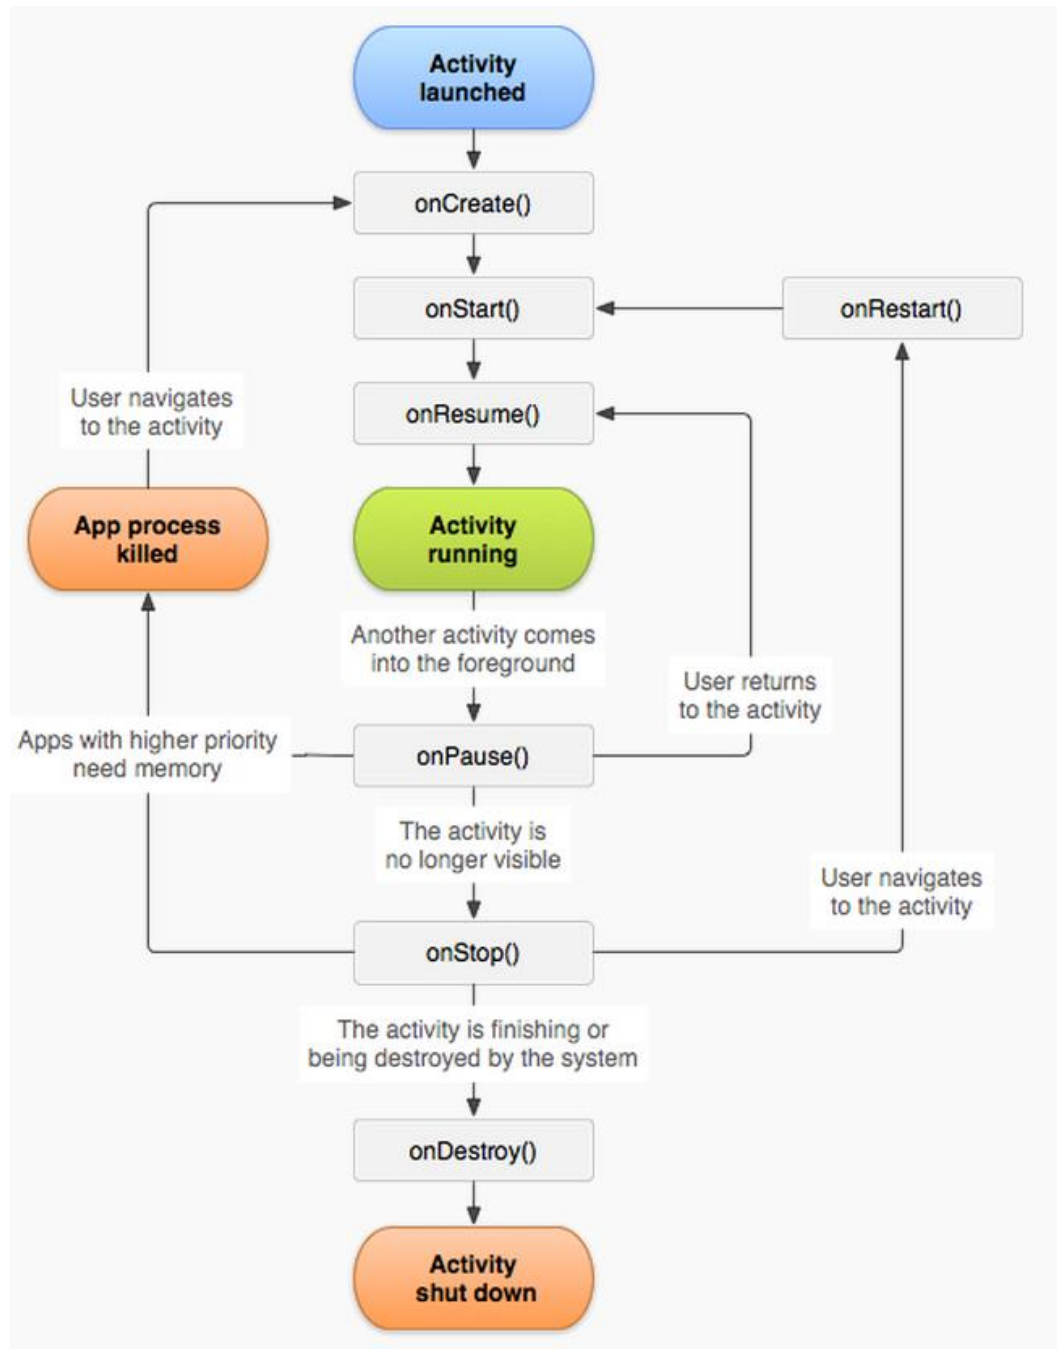 Activity
launched
onCreate()
onStart()
onRestart()
onResume()
User navigates
to the activity
App process
killed
Activity
running
Another activity comes
into the foreground
User returns
to the activity
Apps with higher priority
need memory
onPause()
The activity is
no longer visible
User navigates
to the activity
onStop()
The activity is finishing or
being destroyed by the system
onDestroy()
Activity
shut down